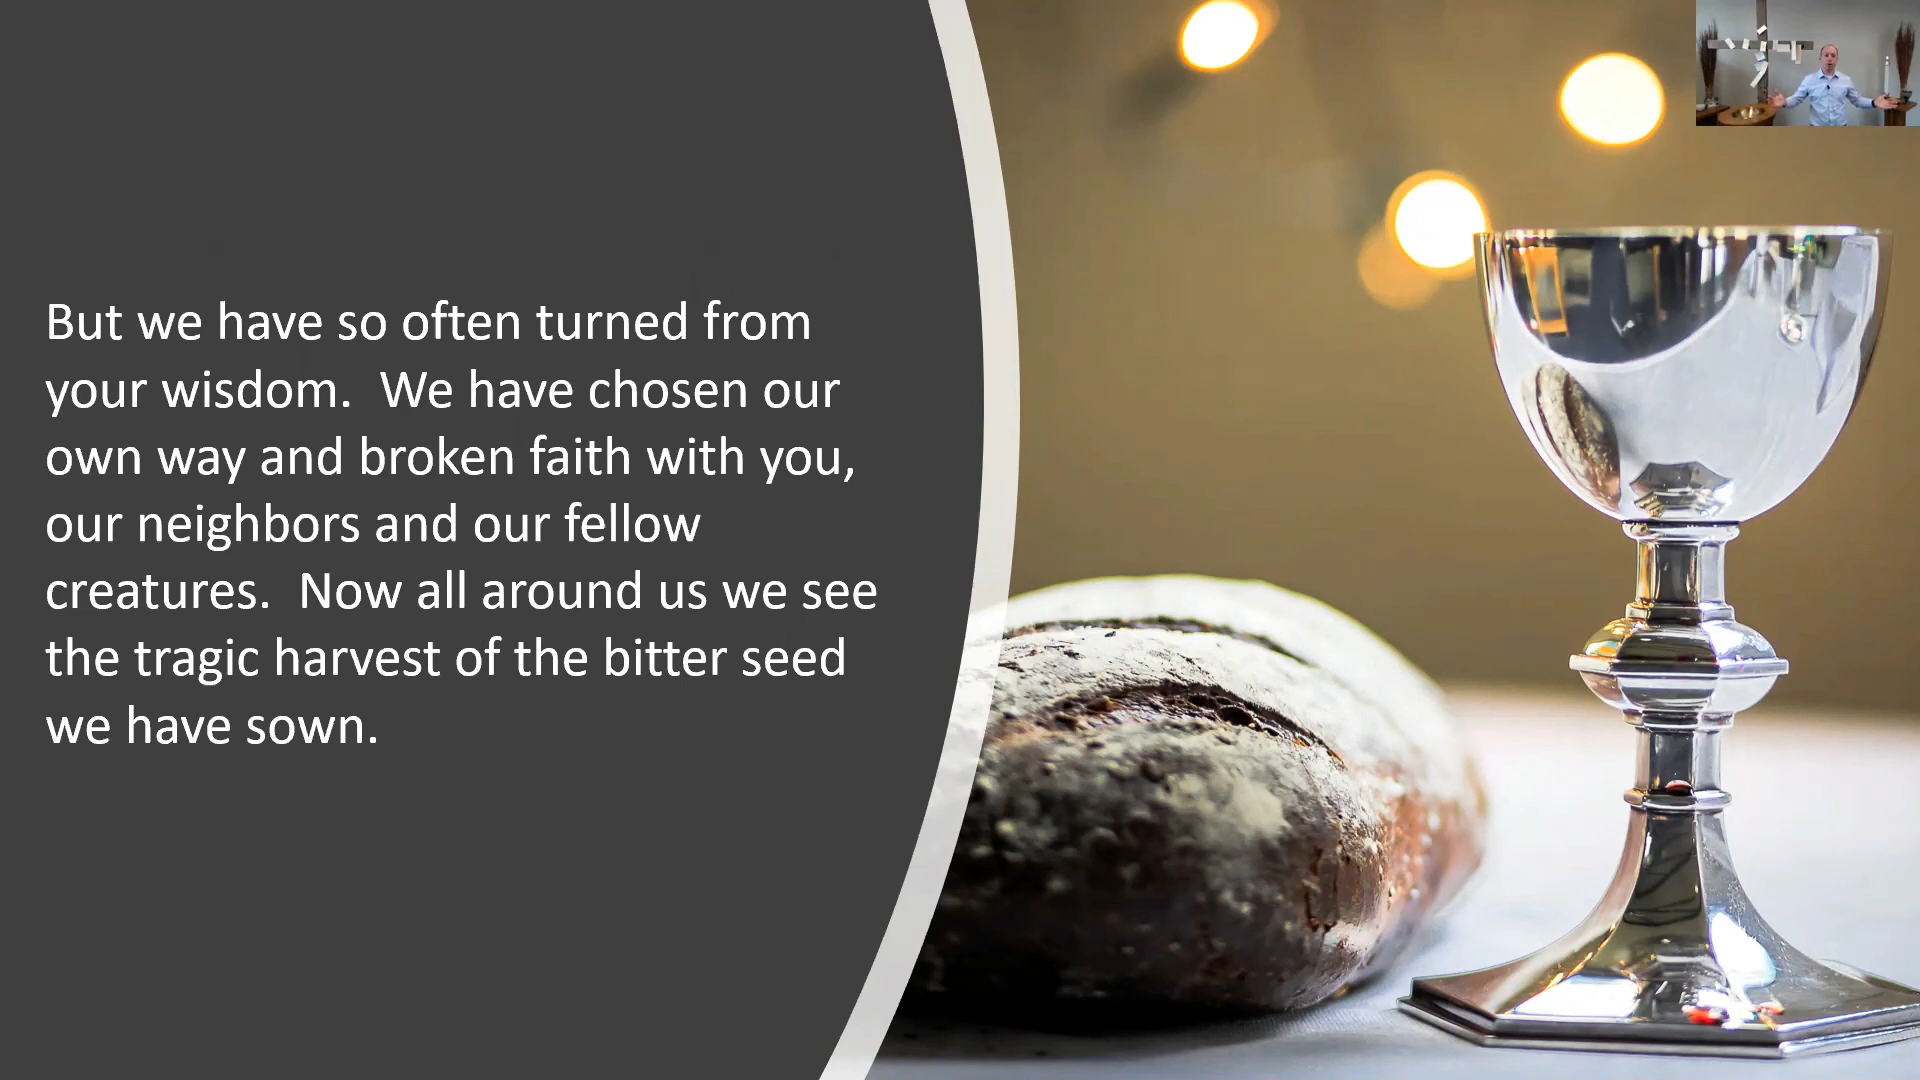 But we have so often turned from
your wisdom.  We have chosen our
own way and broken faith with you,
our neighbors and our fellow
creatures.  Now all around us we see
the tragic harvest of the bitter seed
we have sown.